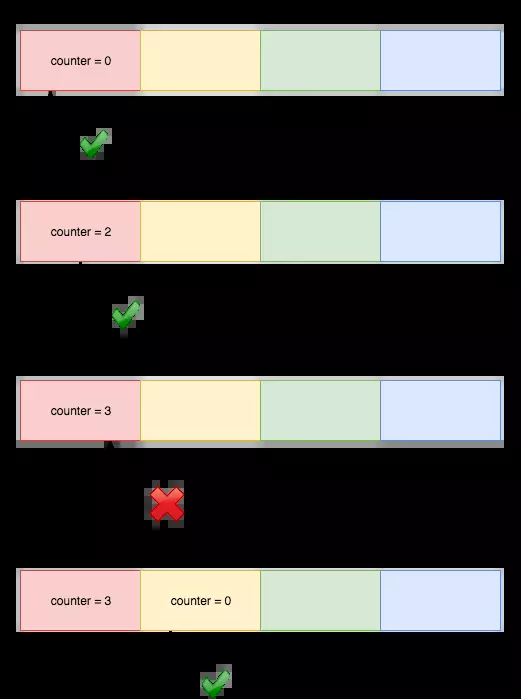 counter = 0
counter = 2
counter = 3
counter = 3 counter = 0